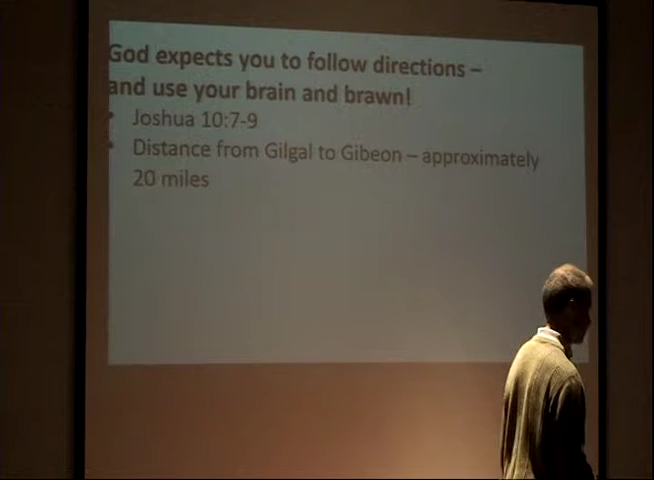 God expects you to follow directions –
and use your brain and brawn!
• Joshua 10:7-9
• Distance from Gilgal to Gibeon – approximately
20 miles